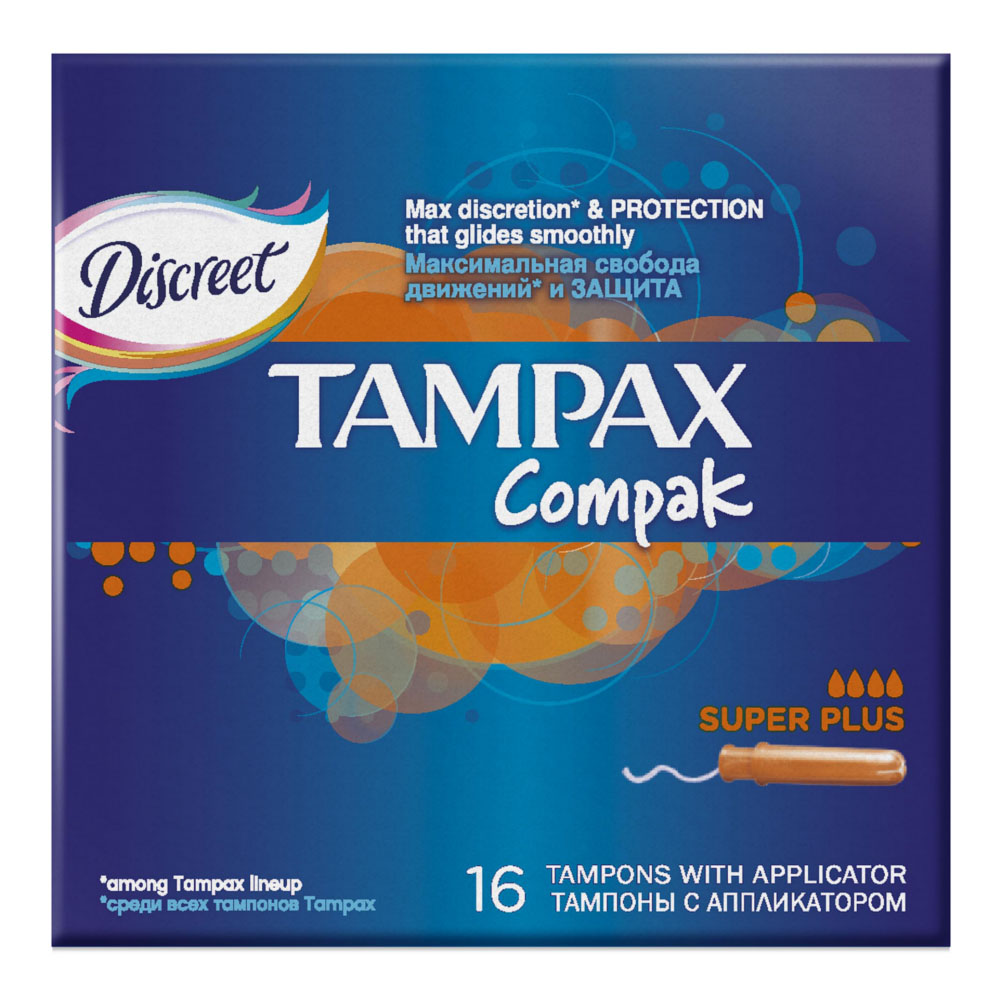 Discreet
Max discretion* & PROTECTION
that glides smoothly
Максимальная свобода
движений* и ЗАЩИТА
TAMPAX
Compak
SUPER PLUS
*among Tampax lineup
*среди всех тампонов Tampax
16 TAMPONS WITH APPLICATOR
ТАМПОНЫ С АППЛИКАТОРОМ